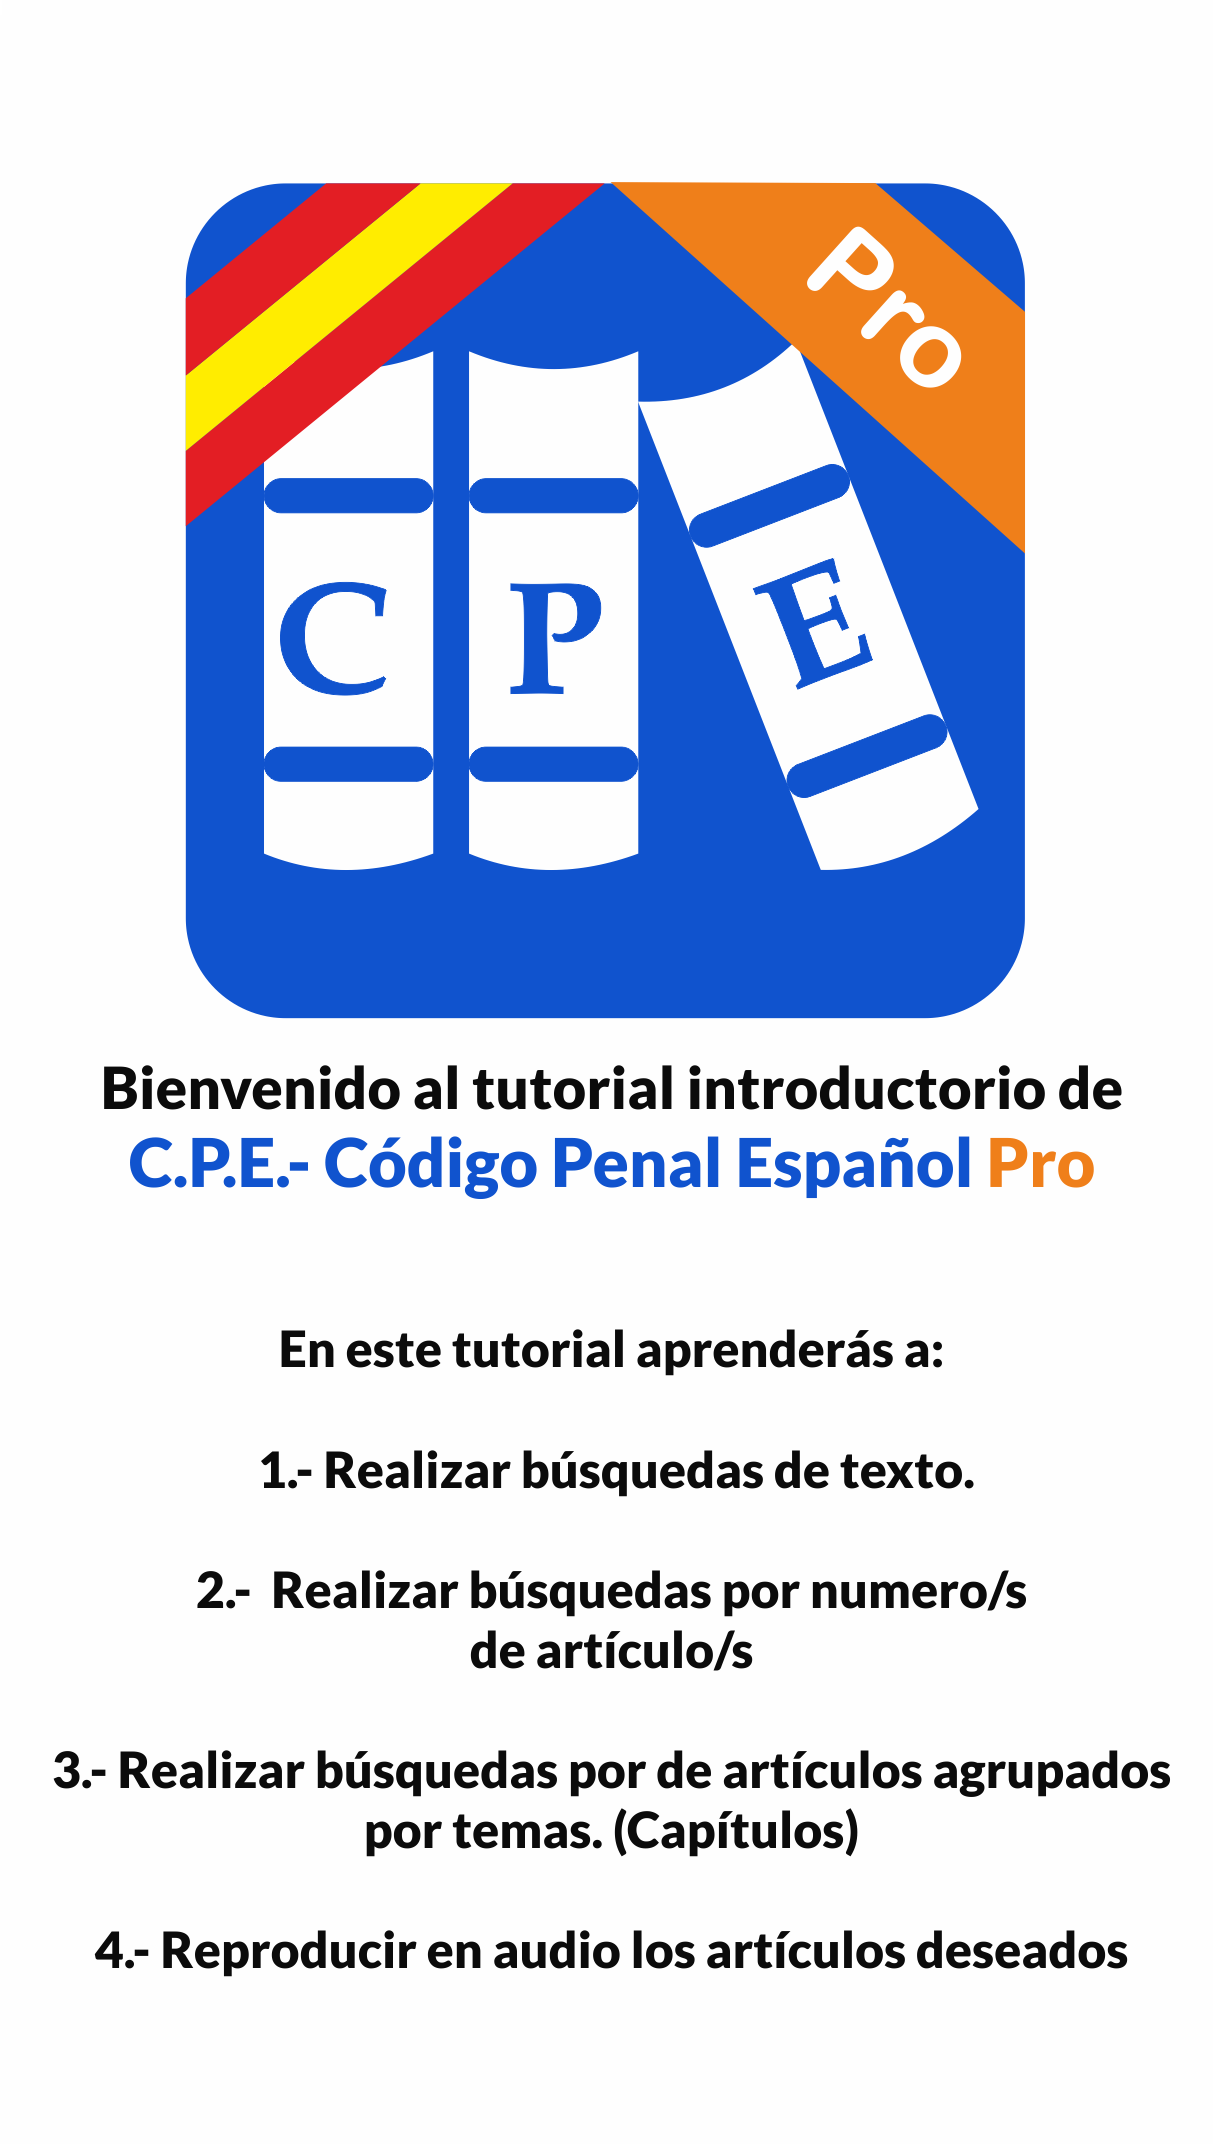 Pro
C P E
Bienvenido al tutorial introductorio de
C.P.E.- Código Penal Español Pro
En este tutorial aprenderás a:
1.- Realizar búsquedas de texto.
2.-  Realizar búsquedas por numero/s
de artículo/s
3.- Realizar búsquedas por de artículos agrupados
por temas. (Capítulos)
4.- Reproducir en audio los artículos deseados